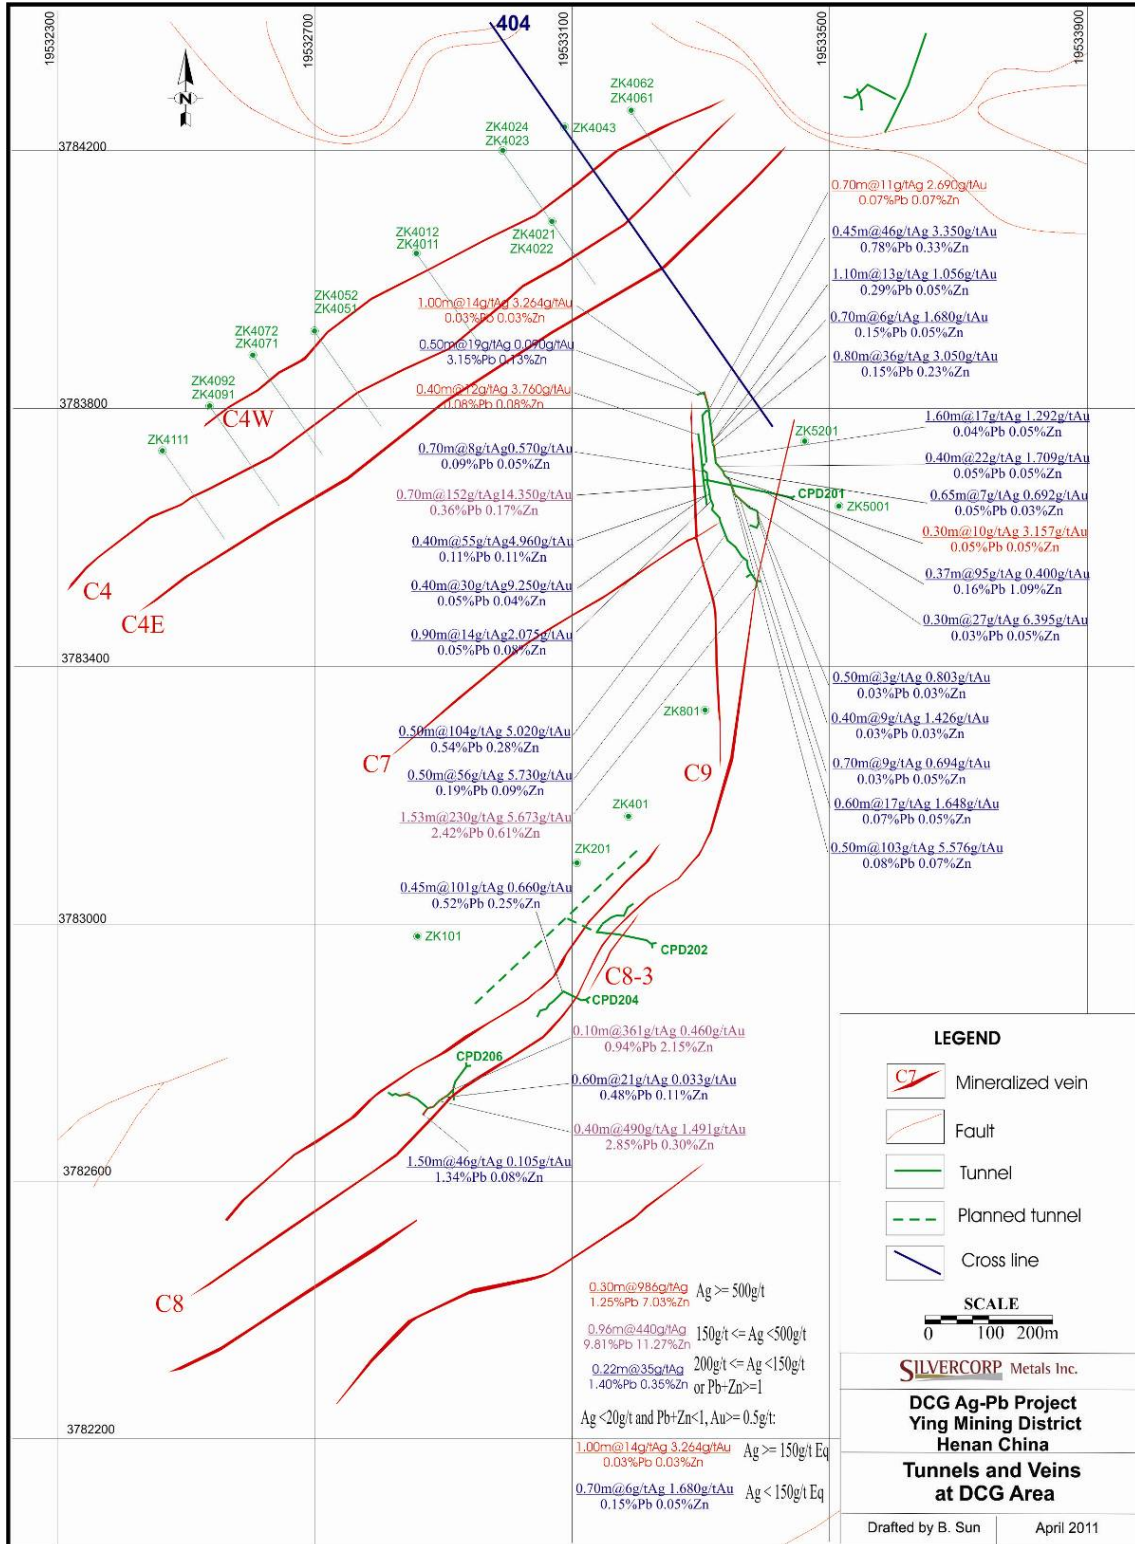 19532300
19532700
19533100
19533500
19533900
404
N
ZK4062
ZK4061
ZK4024
ZK4023
ZK4043
3784200
0.70m@11g/tAg 2.690g/tAu
0.07%Pb 0.07%Zn
ZK4012
ZK4011
ZK4021
ZK4022
0.45m@46g/tAg 3.350g/tAu
0.78%Pb 0.33%Zn
1.10m@13g/tAg 1.056g/tAu
0.29%Pb 0.05%Zn
ZK4052
ZK4051
1.00m@14g/tAg 3.264g/tAu
0.03%Pb 0.03%Zn
0.70m@6g/tAg 1.680g/tAu
0.15%Pb 0.05%Zn
ZK4072
ZK4071
0.50m@19g/tAg 0.090g/tAu
3.15%Pb 0.13%Zn
0.80m@36g/tAg 3.050g/tAu
0.15%Pb 0.23%Zn
ZK4092
ZK4091
0.40m@12g/tAg 3.760g/tAu
0.08%Pb 0.08%Zn
3783800
C4W
1.60m@17g/tAg 1.292g/tAu
0.04%Pb 0.05%Zn
ZK4111
ZK5201
0.70m@8g/tAg0.570g/tAu
0.09%Pb 0.05%Zn
0.40m@22g/tAg 1.709g/tAu
0.05%Pb 0.05%Zn
0.70m@152g/tAg14.350g/tAu
0.36%Pb 0.17%Zn
CPD201
ZK5001
0.65m@7g/tAg 0.692g/tAu
0.05%Pb 0.03%Zn
0.40m@55g/tAg4.960g/tAu
0.11%Pb 0.11%Zn
0.30m@10g/tAg 3.157g/tAu
0.05%Pb 0.05%Zn
C4
0.40m@30g/tAg9.250g/tAu
0.05%Pb 0.04%Zn
0.37m@95g/tAg 0.400g/tAu
0.16%Pb 1.09%Zn
C4E
0.90m@14g/tAg2.075g/tAu
0.05%Pb 0.08%Zn
0.30m@27g/tAg 6.395g/tAu
0.03%Pb 0.05%Zn
3783400
0.50m@3g/tAg 0.803g/tAu
0.03%Pb 0.03%Zn
ZK801
0.50m@104g/tAg 5.020g/tAu
0.54%Pb 0.28%Zn
0.40m@9g/tAg 1.426g/tAu
0.03%Pb 0.03%Zn
C7
C9
0.50m@56g/tAg 5.730g/tAu
0.19%Pb 0.09%Zn
0.70m@9g/tAg 0.694g/tAu
0.03%Pb 0.05%Zn
1.53m@230g/tAg 5.673g/tAu
2.42%Pb 0.61%Zn
ZK401
0.60m@17g/tAg 1.648g/tAu
0.07%Pb 0.05%Zn
ZK201
0.50m@103g/tAg 5.576g/tAu
0.08%Pb 0.07%Zn
0.45m@101g/tAg 0.660g/tAu
0.52%Pb 0.25%Zn
3783000
ZK101
CPD202
C8-3
CPD204
0.10m@361g/tAg 0.460g/tAu
0.94%Pb 2.15%Zn
CPD206
0.60m@21g/tAg 0.033g/tAu
0.48%Pb 0.11%Zn
0.40m@490g/tAg 1.491g/tAu
2.85%Pb 0.30%Zn
1.50m@46g/tAg 0.105g/tAu
1.34%Pb 0.08%Zn
3782600
C8
3782200
0.30m@986g/tAg
1.25%Pb 7.03%Zn
Ag >= 500g/t
0.96m@440g/tAg
9.81%Pb 11.27%Zn
150g/t <= Ag <500g/t
0.22m@35g/tAg
1.40%Pb 0.35%Zn
200g/t <= Ag <150g/t
or Pb+Zn>=1
Ag <20g/t and Pb+Zn<1, Au>= 0.5g/t:
1.00m@14g/tAg 3.264g/tAu
0.03%Pb 0.03%Zn
Ag >= 150g/t Eq
0.70m@6g/tAg 1.680g/tAu
0.15%Pb 0.05%Zn
Ag < 150g/t Eq
LEGEND
C7
Mineralized vein
Fault
Tunnel
Planned tunnel
Cross line
SCALE
0 100 200m
SILVERCORP Metals Inc.
DCG Ag-Pb Project
Ying Mining District
Henan China
Tunnels and Veins
at DCG Area
Drafted by B. Sun
April 2011